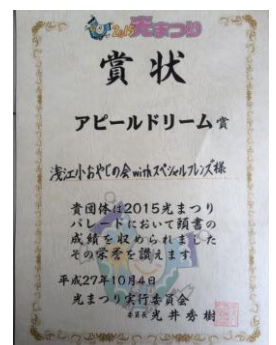 2015光まつり
賞状
アピールドリーム賞
浅江小おやじの会withスペシャルフレンズ様
貴団体は2015光まつり
パレードにおいて頭書の
成績を収められました
その栄誉を讃えます
平成27年10月4日
光まつり実行委員会
委員長 光井秀樹